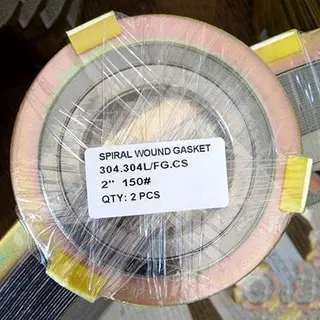 SPIRAL WOUND GASKET
304.304L/FG.CS
2" 150#
QTY: 2 PCS